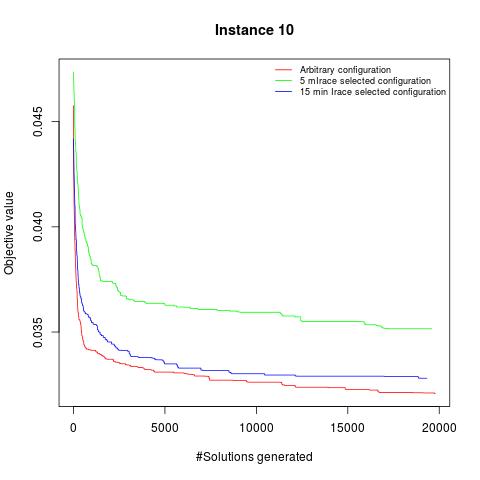 Instance 10
Arbitrary configuration
5 mIrace selected configuration
15 min Irace selected configuration
0.045
0.040
0.035
Objective value
0 5000 10000 15000 20000
#Solutions generated